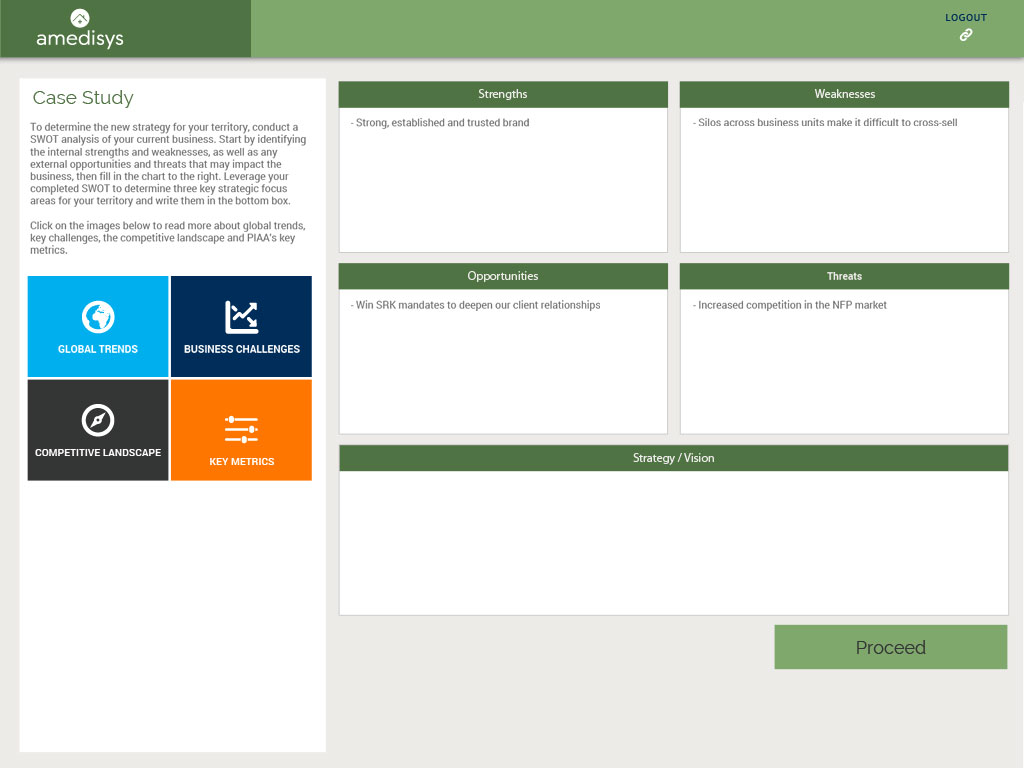 amedisys
LOGOUT
Case Study
To determine the new strategy for your territory, conduct a
SWOT analysis of your current business. Start by identifying
the internal strengths and weaknesses, as well as any
external opportunities and threats that may impact the
business, then fill in the chart to the right. Leverage your
completed SWOT to determine three key strategic focus
areas for your territory and write them in the bottom box.
Click on the images below to read more about global trends,
key challenges, the competitive landscape and PIAA's key
metrics.
GLOBAL TRENDS
BUSINESS CHALLENGES
COMPETITIVE LANDSCAPE
KEY METRICS
Strengths
- Strong, established and trusted brand
Weaknesses
- Silos across business units make it difficult to cross-sell
Opportunities
- Win SRK mandates to deepen our client relationships
Threats
- Increased competition in the NFP market
Strategy / Vision
Proceed